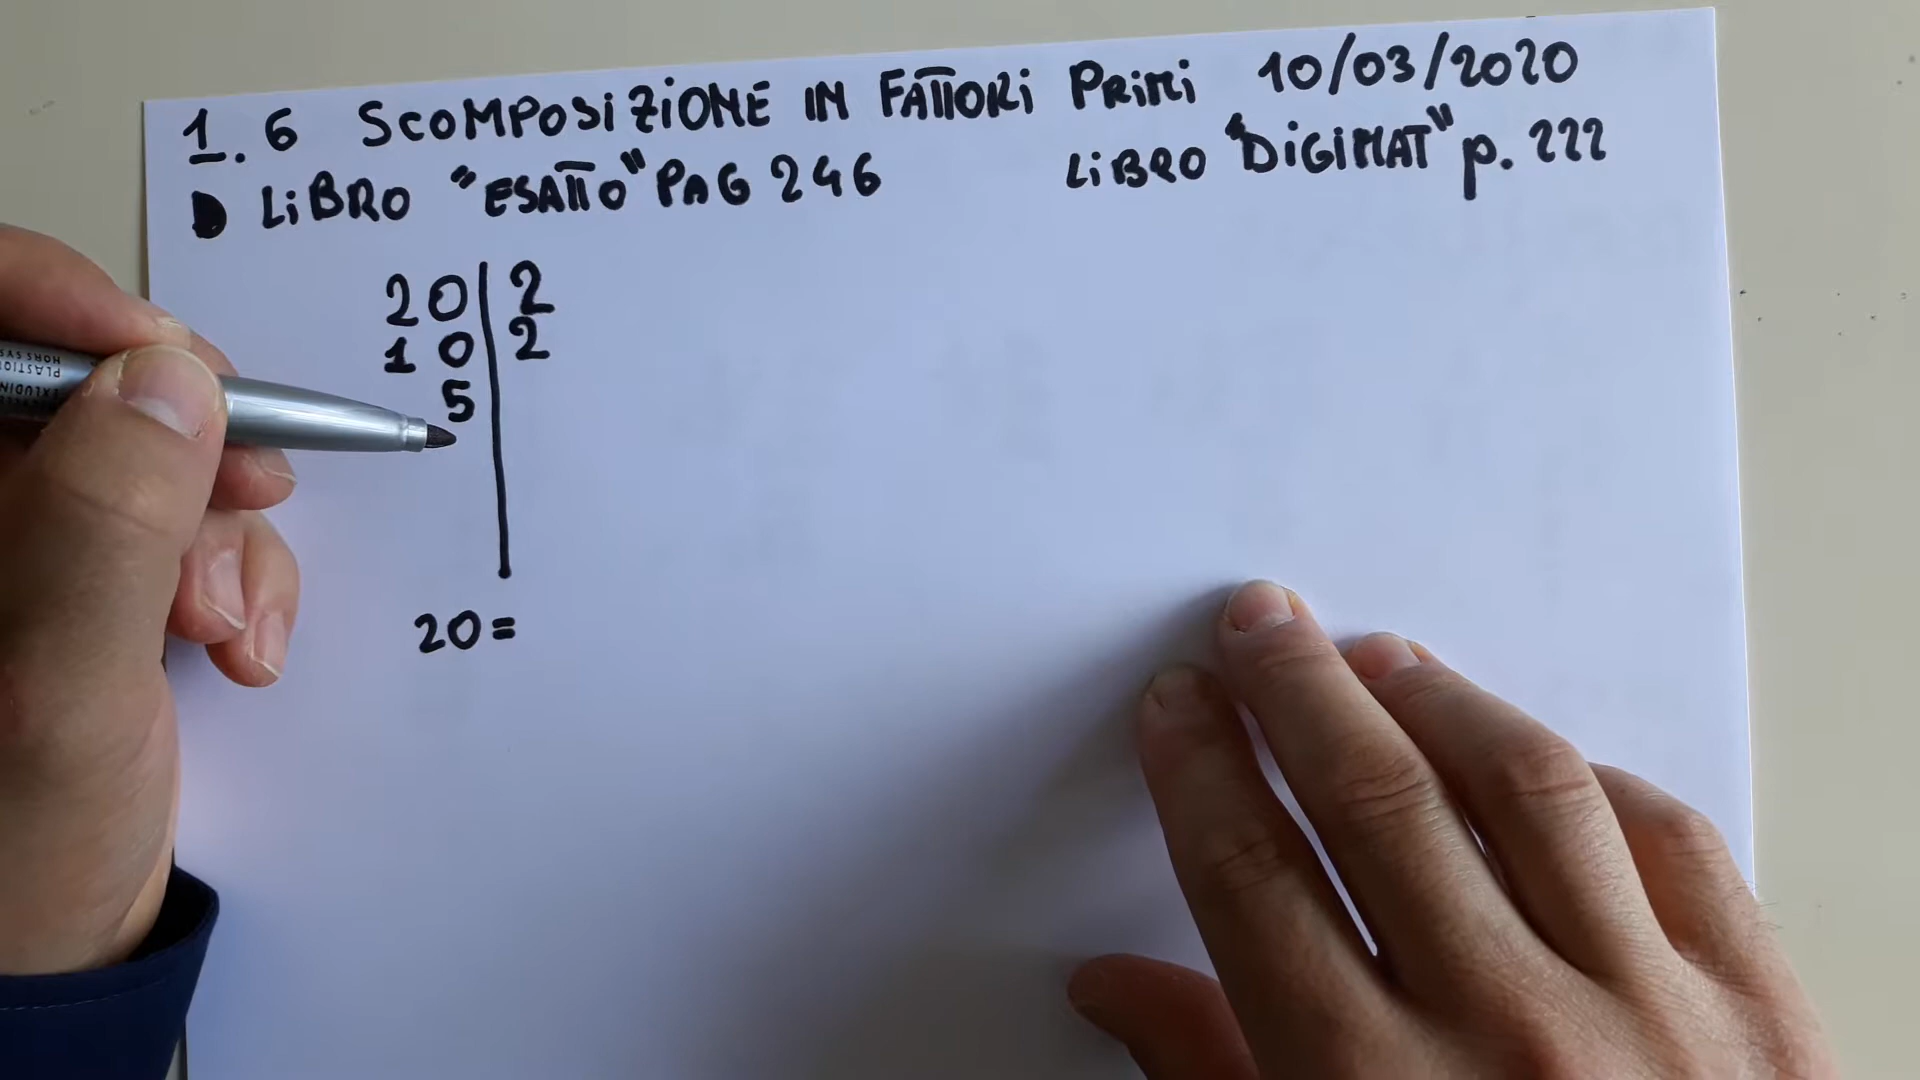 1.6 SCOMPOSIZIONE IN FATTORI PRIMI 10/03/2020
LIBRO "ESATTO" PAG 246 LIBRO "DIGIMAT" p. 222
20 | 2
10 | 2
5
20=